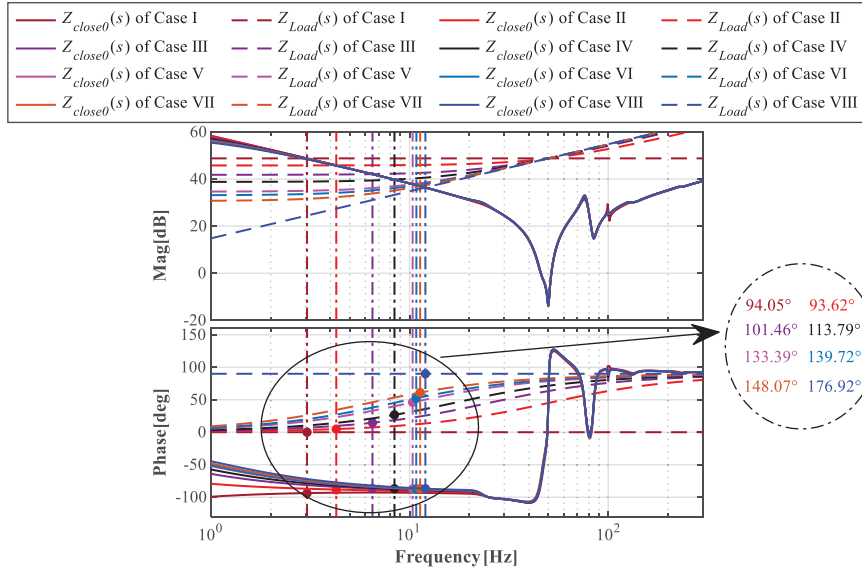 Z_close0(s) of Case I Z_Load(s) of Case I Z_close0(s) of Case II Z_Load(s) of Case II
Z_close0(s) of Case III Z_Load(s) of Case III Z_close0(s) of Case IV Z_Load(s) of Case IV
Z_close0(s) of Case V Z_Load(s) of Case V Z_close0(s) of Case VI Z_Load(s) of Case VI
Z_close0(s) of Case VII Z_Load(s) of Case VII Z_close0(s) of Case VIII Z_Load(s) of Case VIII
Mag[dB]
60
40
20
0
-20
Phase[deg]
150
100
50
0
-50
-100
10^0 10^1 10^2
Frequency[Hz]
94.05° 93.62°
101.46° 113.79°
133.39° 139.72°
148.07° 176.92°